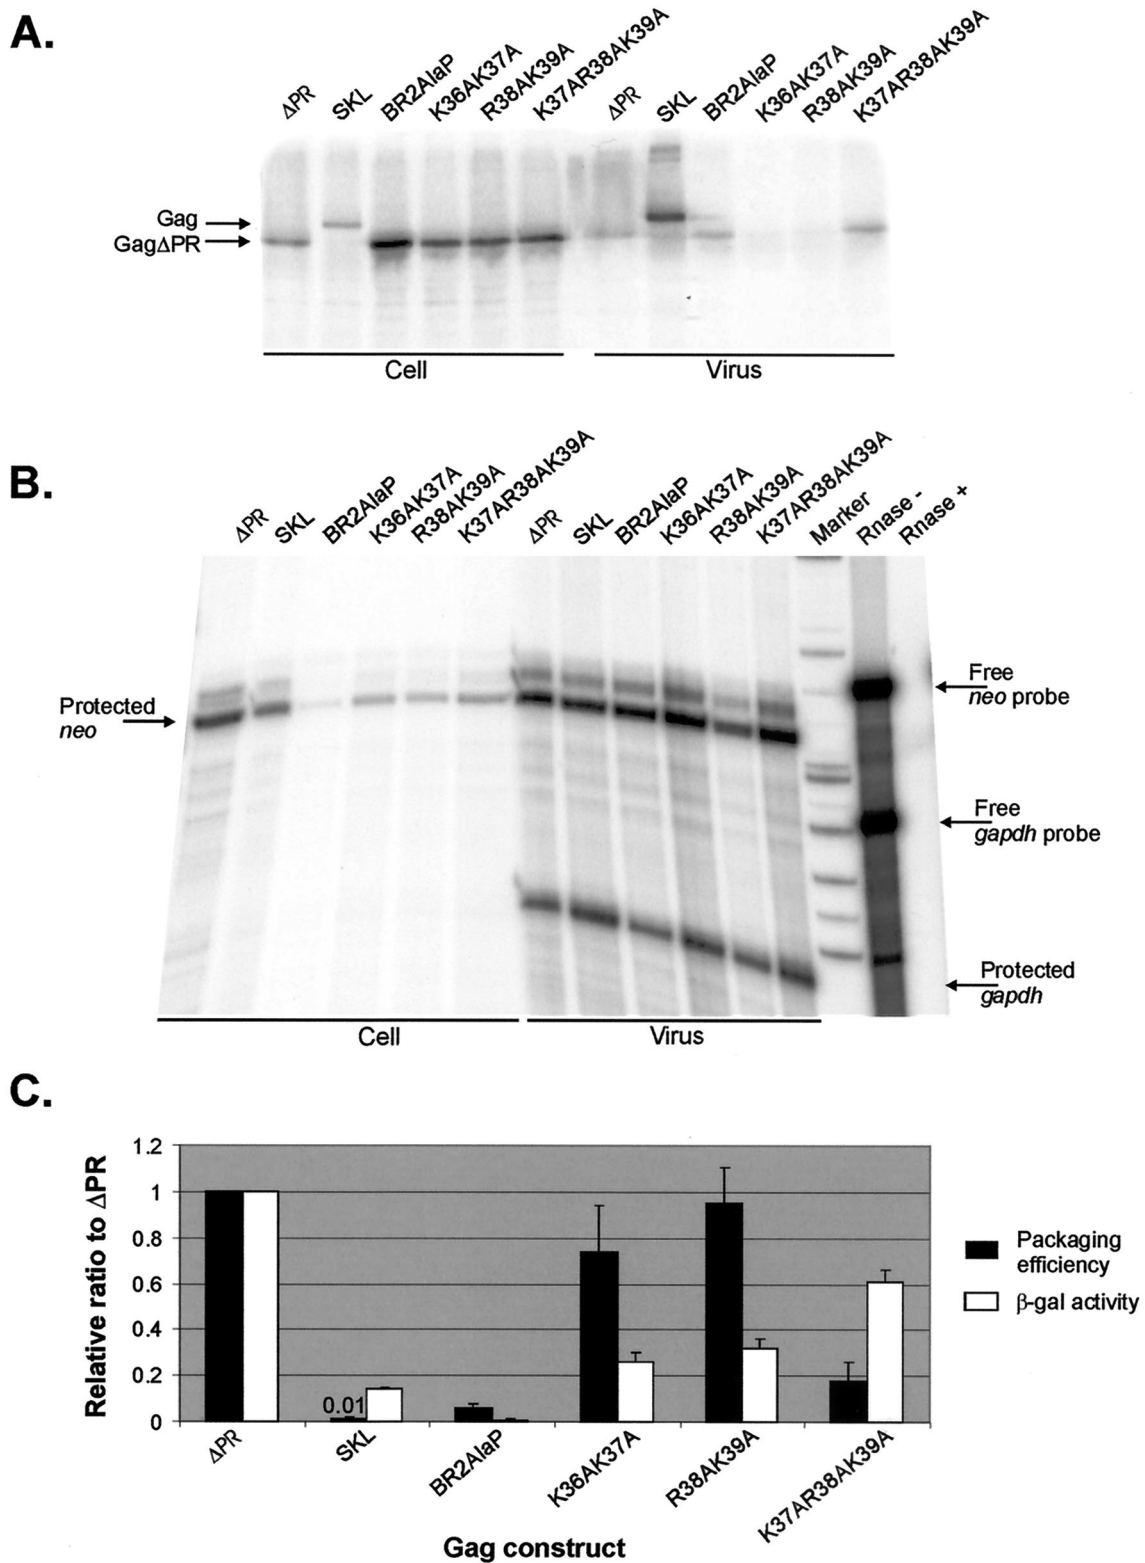 A.
ΔPR SKL BR2AlaP K36AK37A R38AK39A K37AR38AK39A ΔPR SKL BR2AlaP K36AK37A R38AK39A K37AR38AK39A
Gag
GagΔPR
Cell Virus
B.
ΔPR SKL BR2AlaP K36AK37A R38AK39A K37AR38AK39A ΔPR SKL BR2AlaP K36AK37A R38AK39A K37AR38AK39A Marker Rnase - Rnase +
Protected
neo
Free
neo probe
Free
gapdh probe
Protected
gapdh
Cell Virus
C.
Relative ratio to ΔPR
1.2
1
0.8
0.6
0.4
0.2
0
0.01
ΔPR SKL BR2AlaP K36AK37A R38AK39A K37AR38AK39A
Gag construct
Packaging
efficiency
β-gal activity